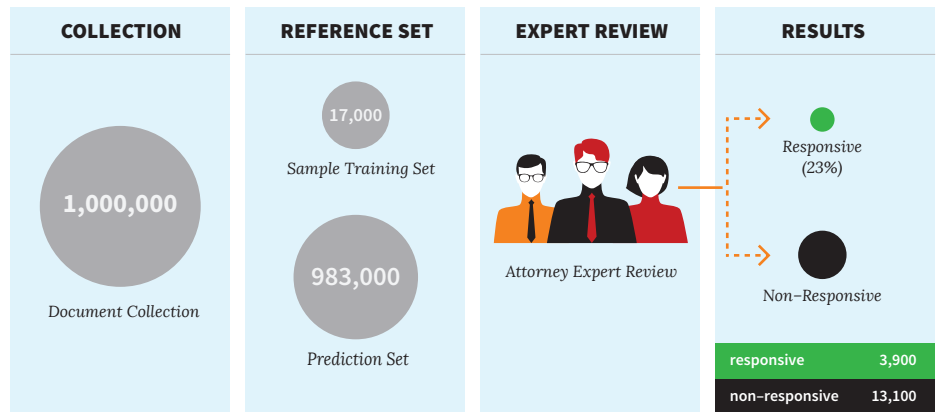 COLLECTION
1,000,000
Document Collection
REFERENCE SET
17,000
Sample Training Set
983,000
Prediction Set
EXPERT REVIEW
Attorney Expert Review
RESULTS
Responsive
(23%)
Non–Responsive
responsive 3,900
non–responsive 13,100